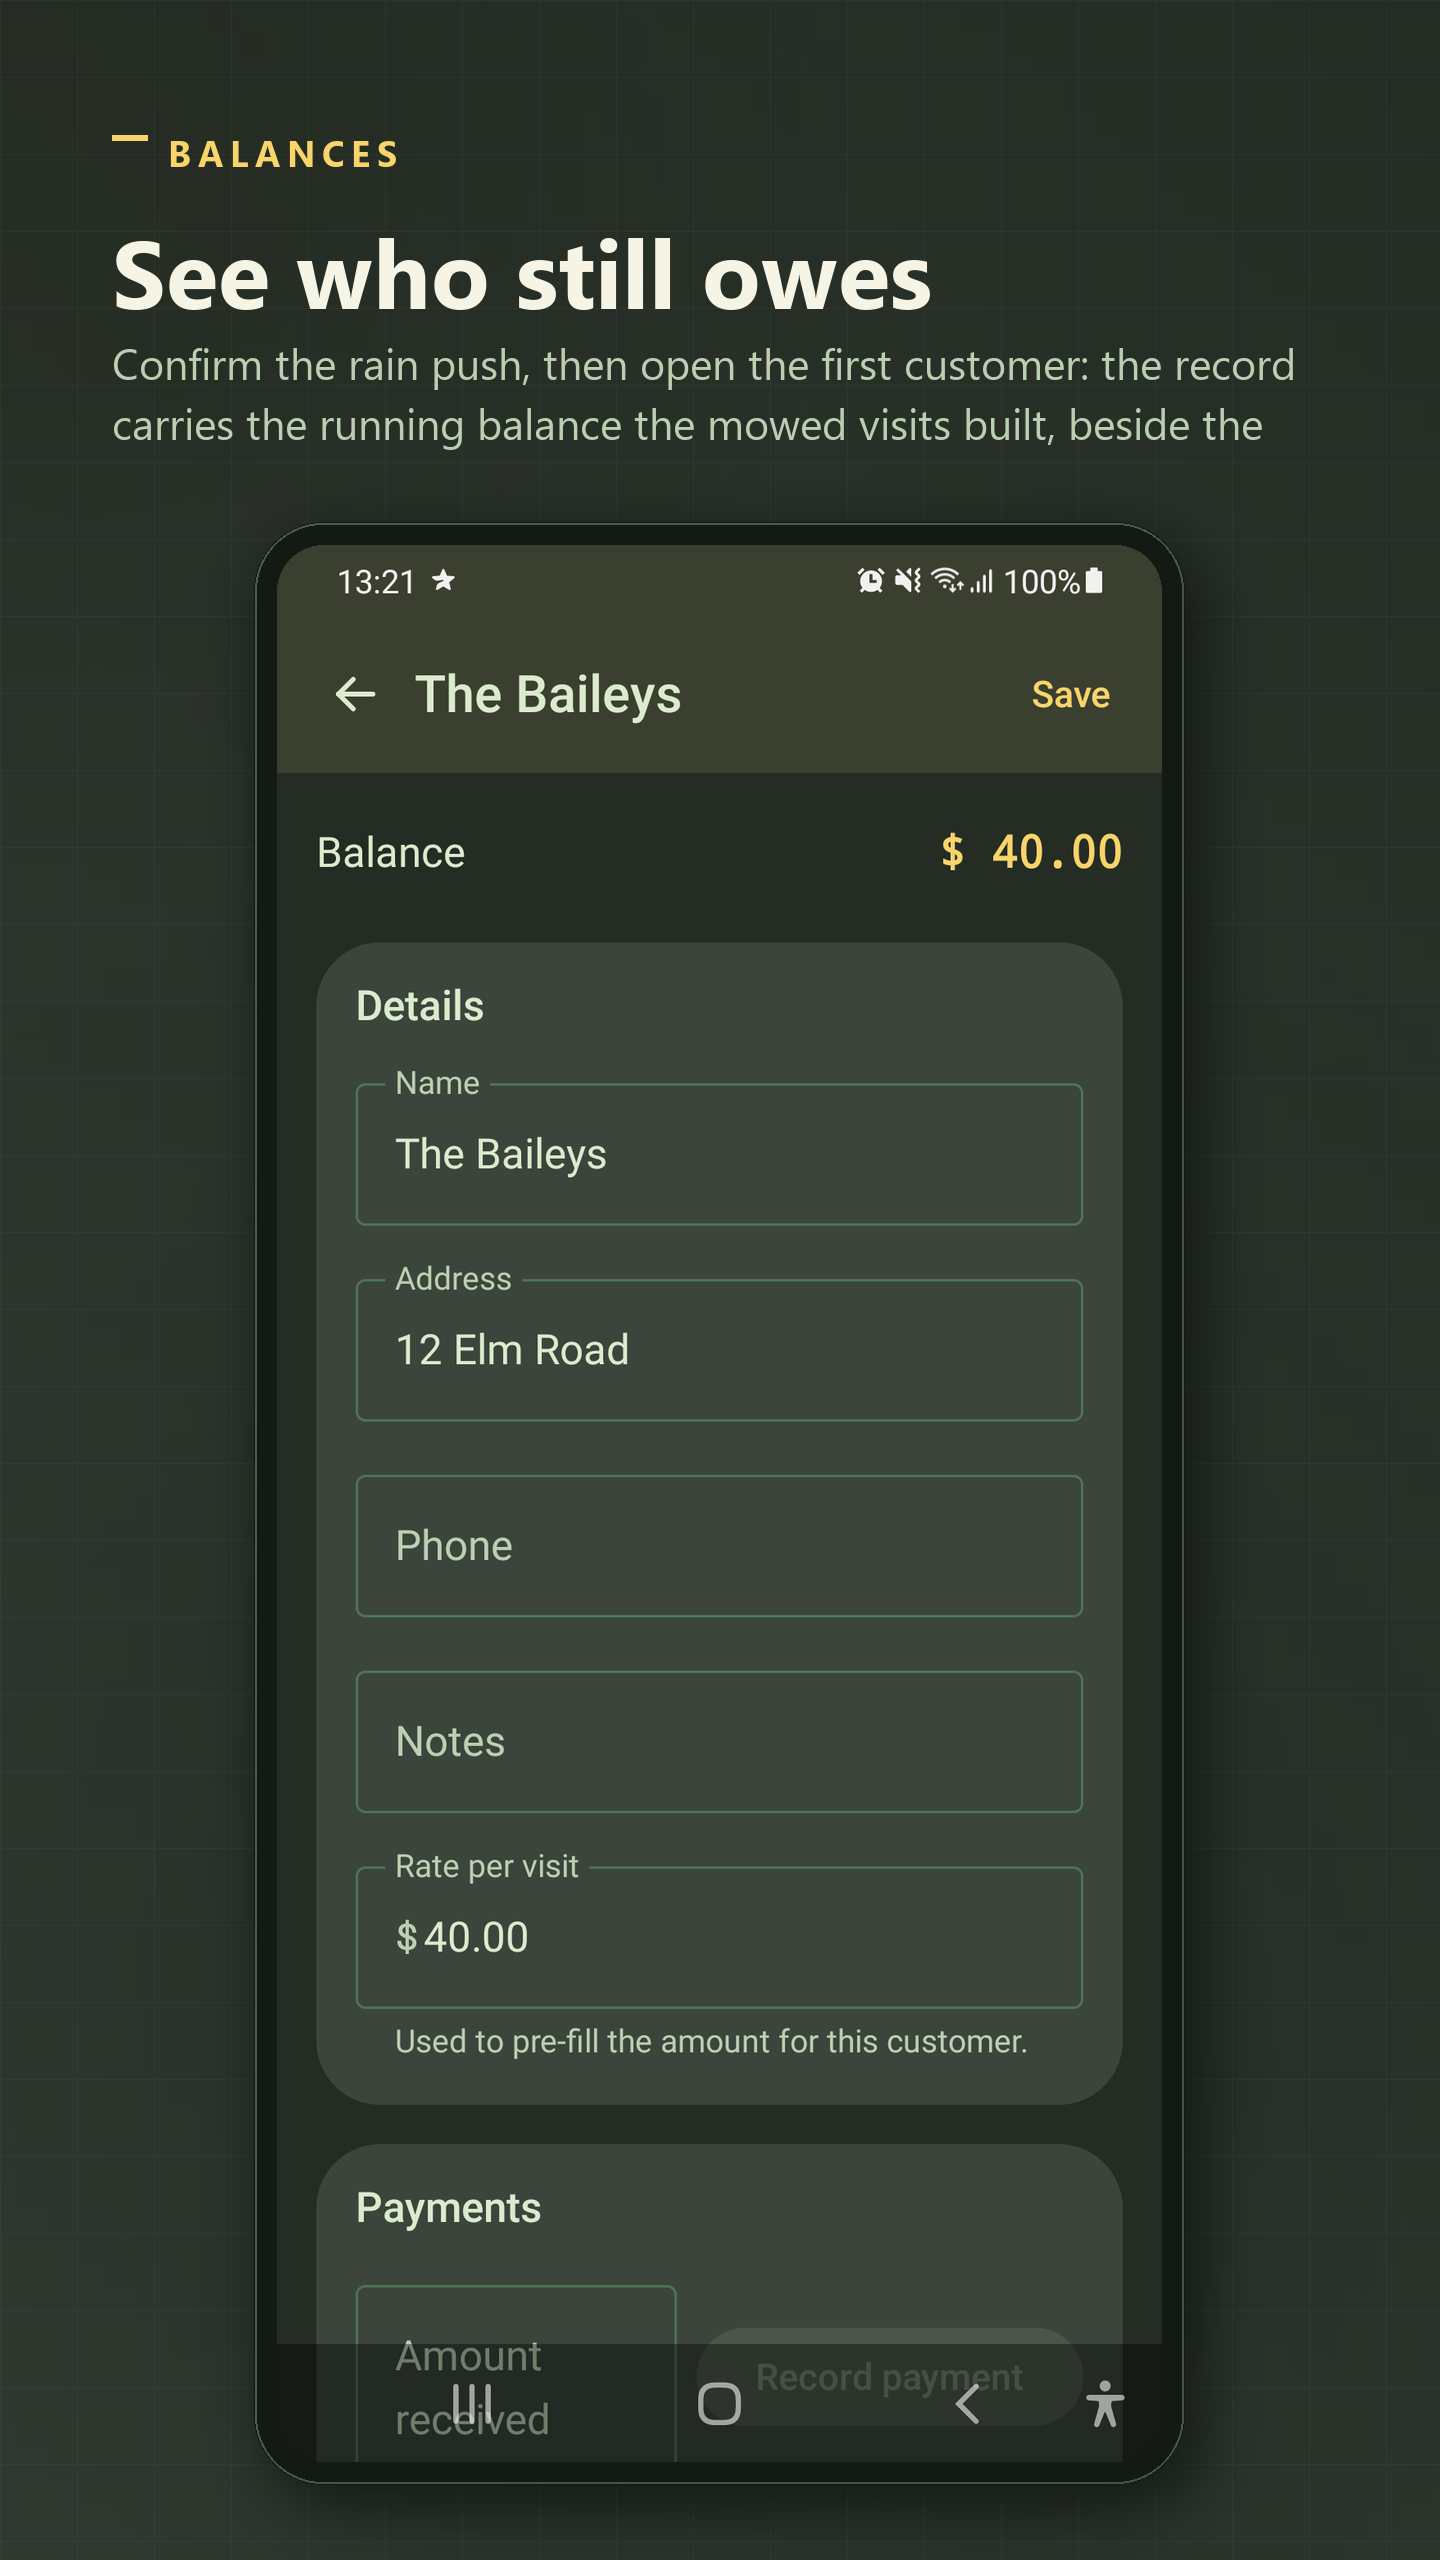 BALANCES
See who still owes
Confirm the rain push, then open the first customer: the record
carries the running balance the mowed visits built, beside the
13:21
100%
The Baileys
Save
Balance
$ 40.00
Details
Name
The Baileys
Address
12 Elm Road
Phone
Notes
Rate per visit
$40.00
Used to pre-fill the amount for this customer.
Payments
Amount
received
Record payment